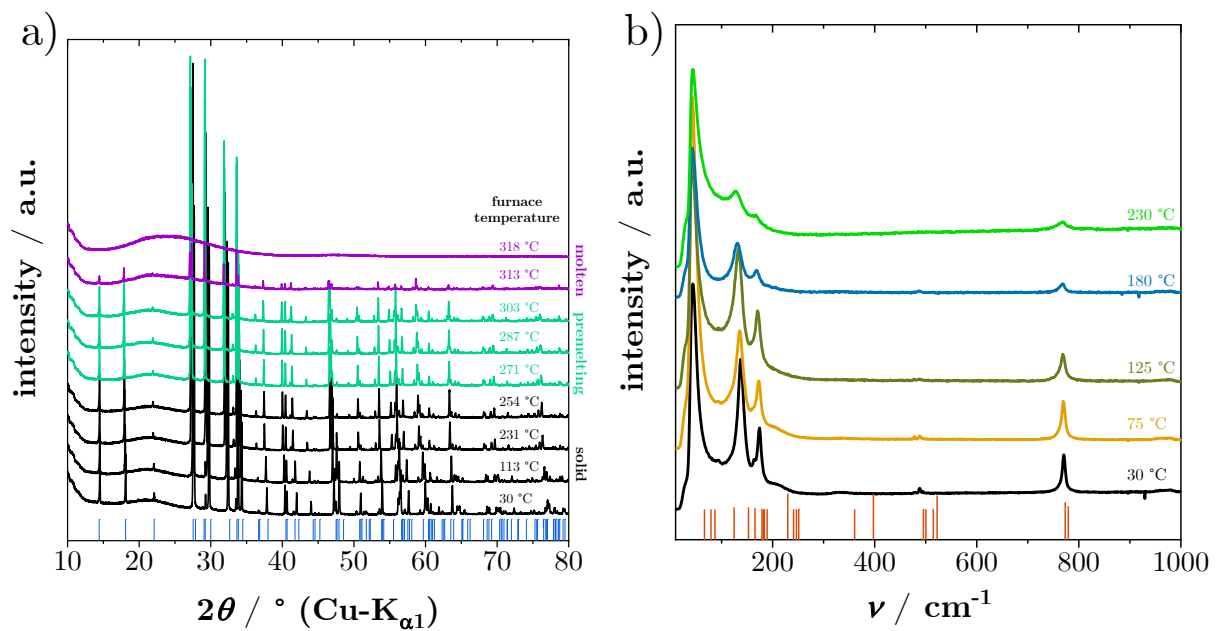 a)
intensity / a.u.
furnace
temperature
318 °C
313 °C
303 °C
287 °C
271 °C
254 °C
231 °C
113 °C
30 °C
molten
premelting
solid
10 20 30 40 50 60 70 80
2θ / ° (Cu-Kα1)
b)
intensity / a.u.
230 °C
180 °C
125 °C
75 °C
30 °C
200 400 600 800 1000
ν / cm-1